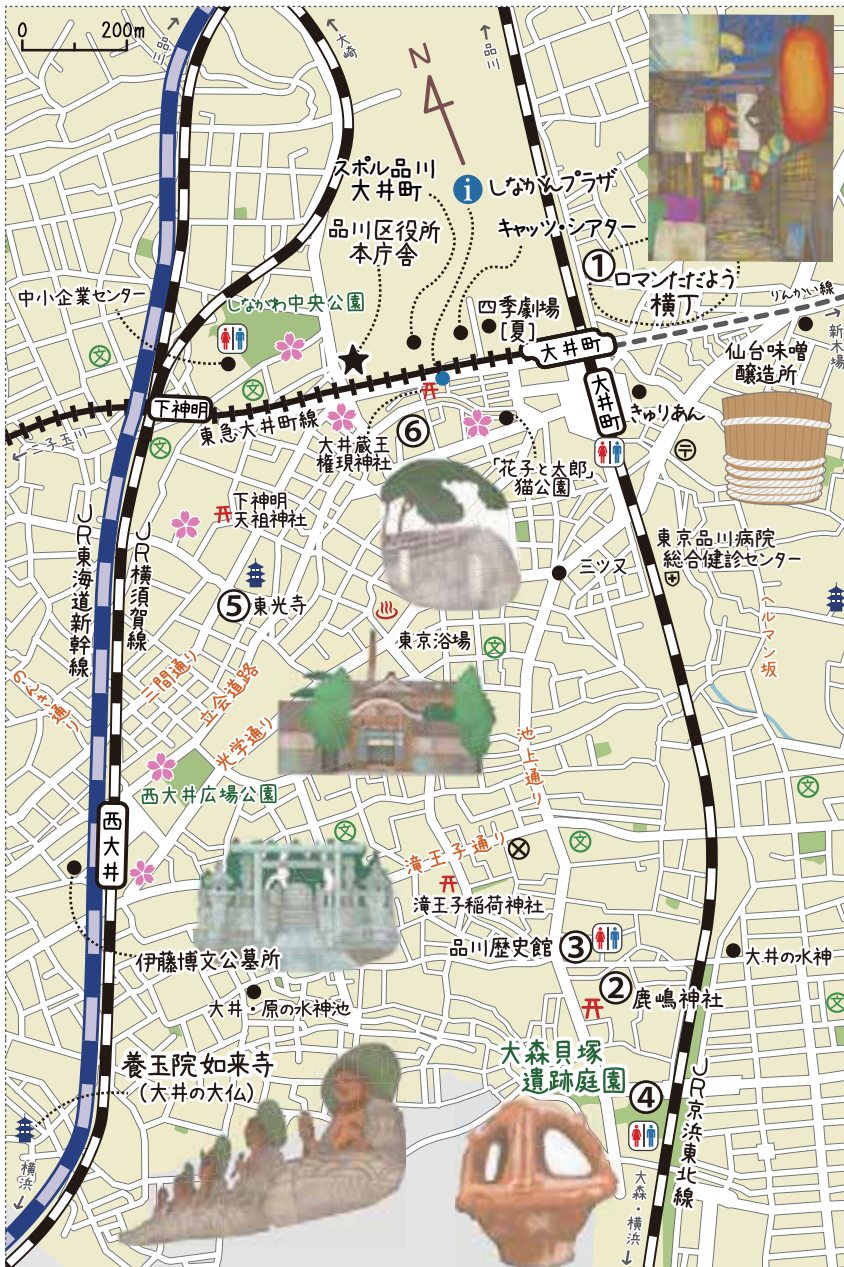 0 200m
三島
大崎
品川
N
スポル品川
大井町
i しながわプラザ
品川区役所
本庁舎
キャッツ・シアター
① ロマンただよう
横丁
中小企業センター
しながわ中央公園
四季劇場
[夏]
りんかい線
大井町
新木場
仙台味噌
醸造所
下神明
大井町
きゅりあん
東急大井町線
二子玉川
大井蔵王
権現神社
⑥
「花子と太郎」
猫公園
下神明
天祖神社
JR東海道新幹線
JR横須賀線
東京品川病院
総合健診センター
三ツ又
⑤ 東光寺
ヘルマン坂
東京浴場
のんき通り
三間通り
立会道路
光学通り
池上通り
西大井広場公園
西大井
滝王子通り
滝王子稲荷神社
品川歴史館 ③
伊藤博文公墓所
大井の水神
大井・原の水神池
② 鹿嶋神社
養玉院如来寺
(大井の大仏)
大森貝塚
遺跡庭園
④
JR京浜東北線
横浜
大森・横浜